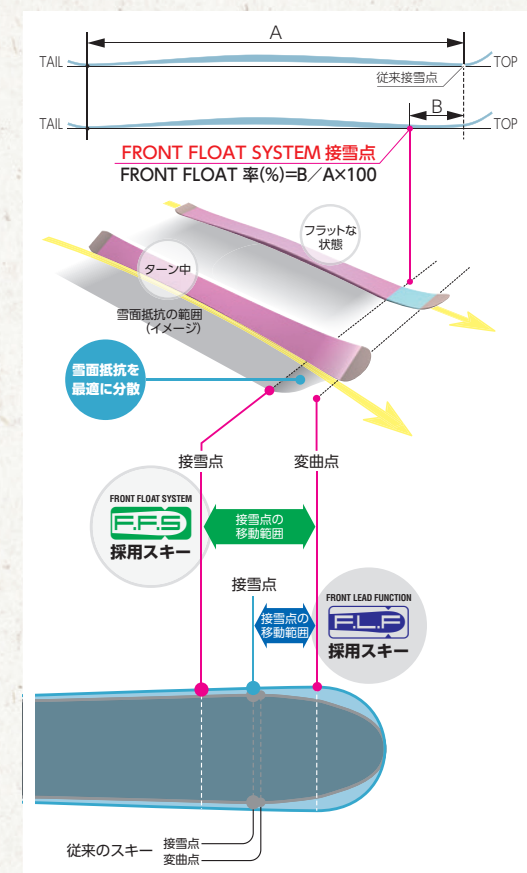 A
TAIL
TOP
従来接雪点
B
TAIL
TOP
FRONT FLOAT SYSTEM 接雪点
FRONT FLOAT 率(%)=B／A×100
フラットな
状態
ターン中
雪面抵抗の範囲
（イメージ）
雪面抵抗を
最適に分散
接雪点
変曲点
FRONT FLOAT SYSTEM
F.F.S
採用スキー
接雪点の
移動範囲
接雪点
接雪点の
移動範囲
FRONT LEAD FUNCTION
F.L.F
採用スキー
従来のスキー
接雪点
変曲点